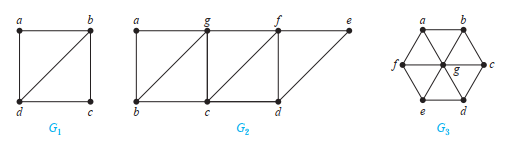 a b a g f e a b
f g c
d c b c d e d
G₁ G₂ G₃